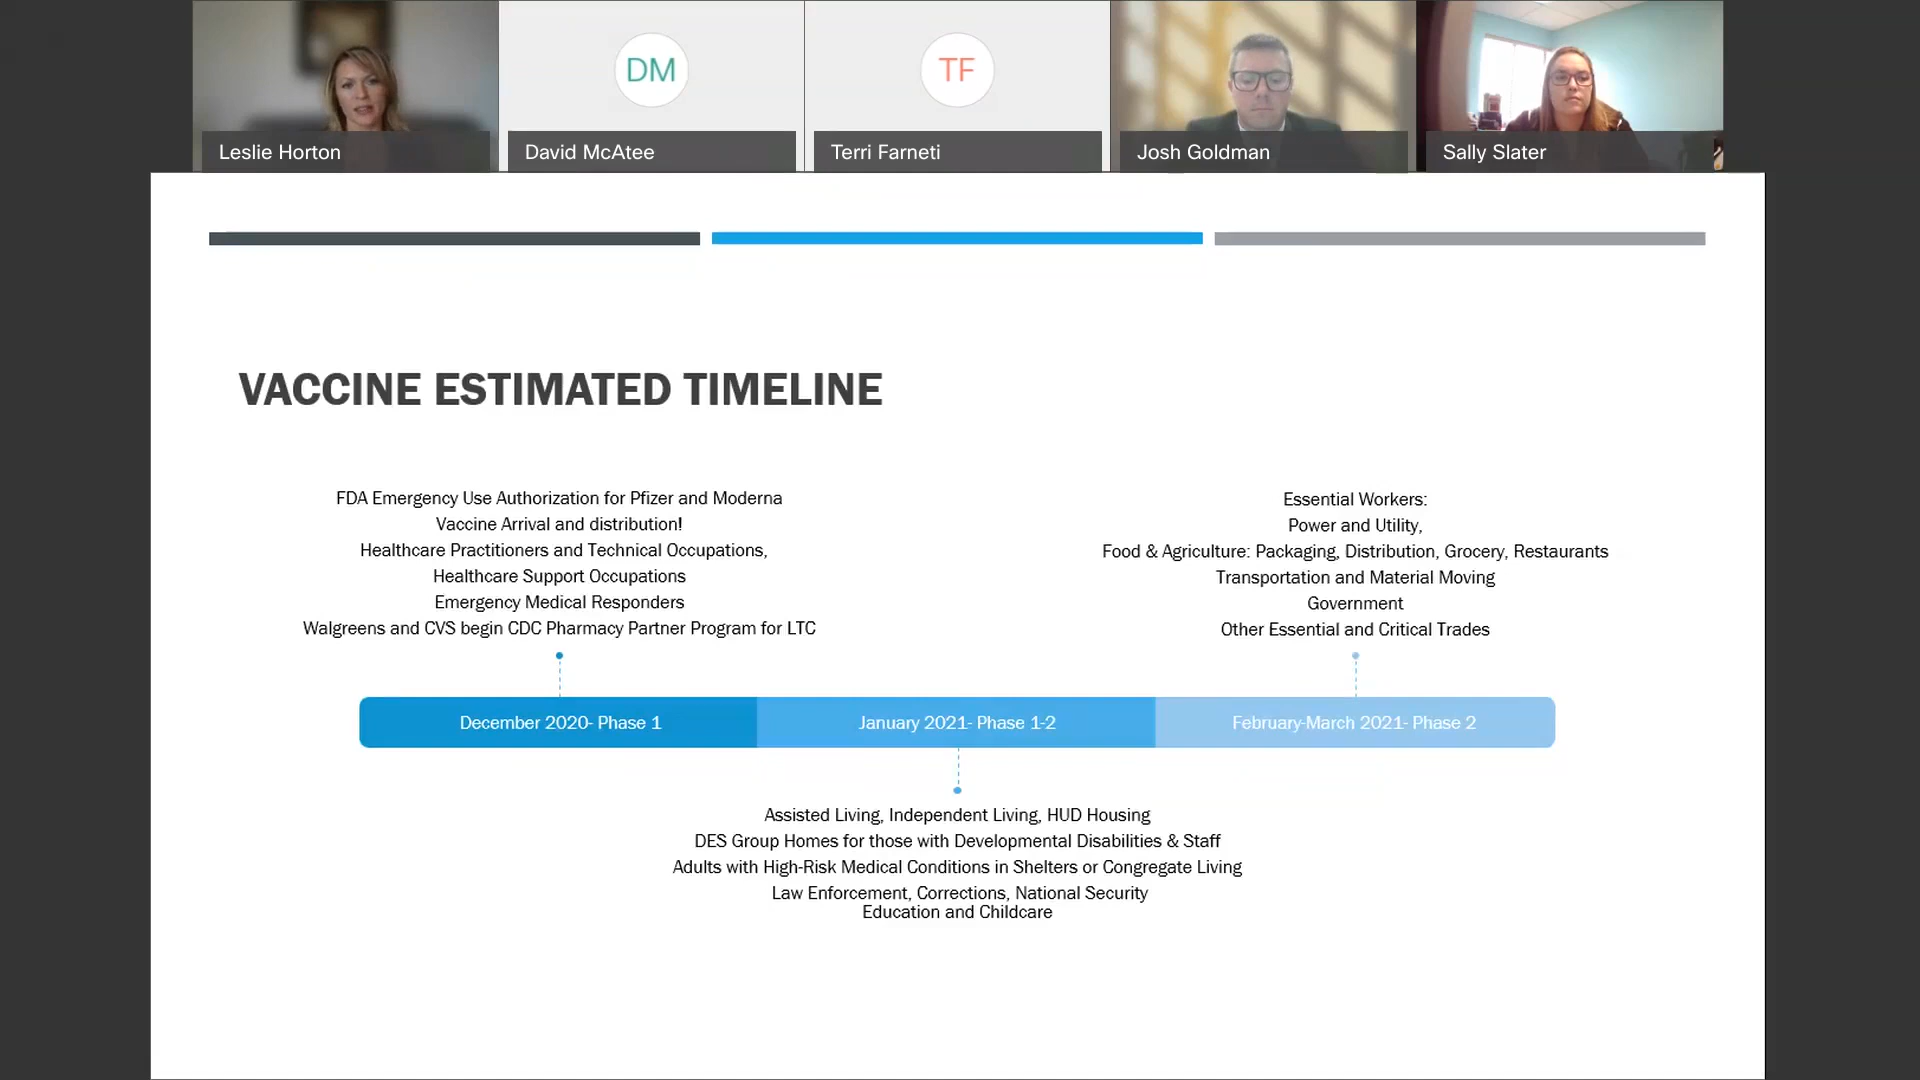 DM
TF
Leslie Horton
David McAtee
Terri Farneti
Josh Goldman
Sally Slater
VACCINE ESTIMATED TIMELINE
FDA Emergency Use Authorization for Pfizer and Moderna
Vaccine Arrival and distribution!
Healthcare Practitioners and Technical Occupations,
Healthcare Support Occupations
Emergency Medical Responders
Walgreens and CVS begin CDC Pharmacy Partner Program for LTC
Essential Workers:
Power and Utility,
Food & Agriculture: Packaging, Distribution, Grocery, Restaurants
Transportation and Material Moving
Government
Other Essential and Critical Trades
December 2020- Phase 1
January 2021- Phase 1-2
February-March 2021- Phase 2
Assisted Living, Independent Living, HUD Housing
DES Group Homes for those with Developmental Disabilities & Staff
Adults with High-Risk Medical Conditions in Shelters or Congregate Living
Law Enforcement, Corrections, National Security
Education and Childcare